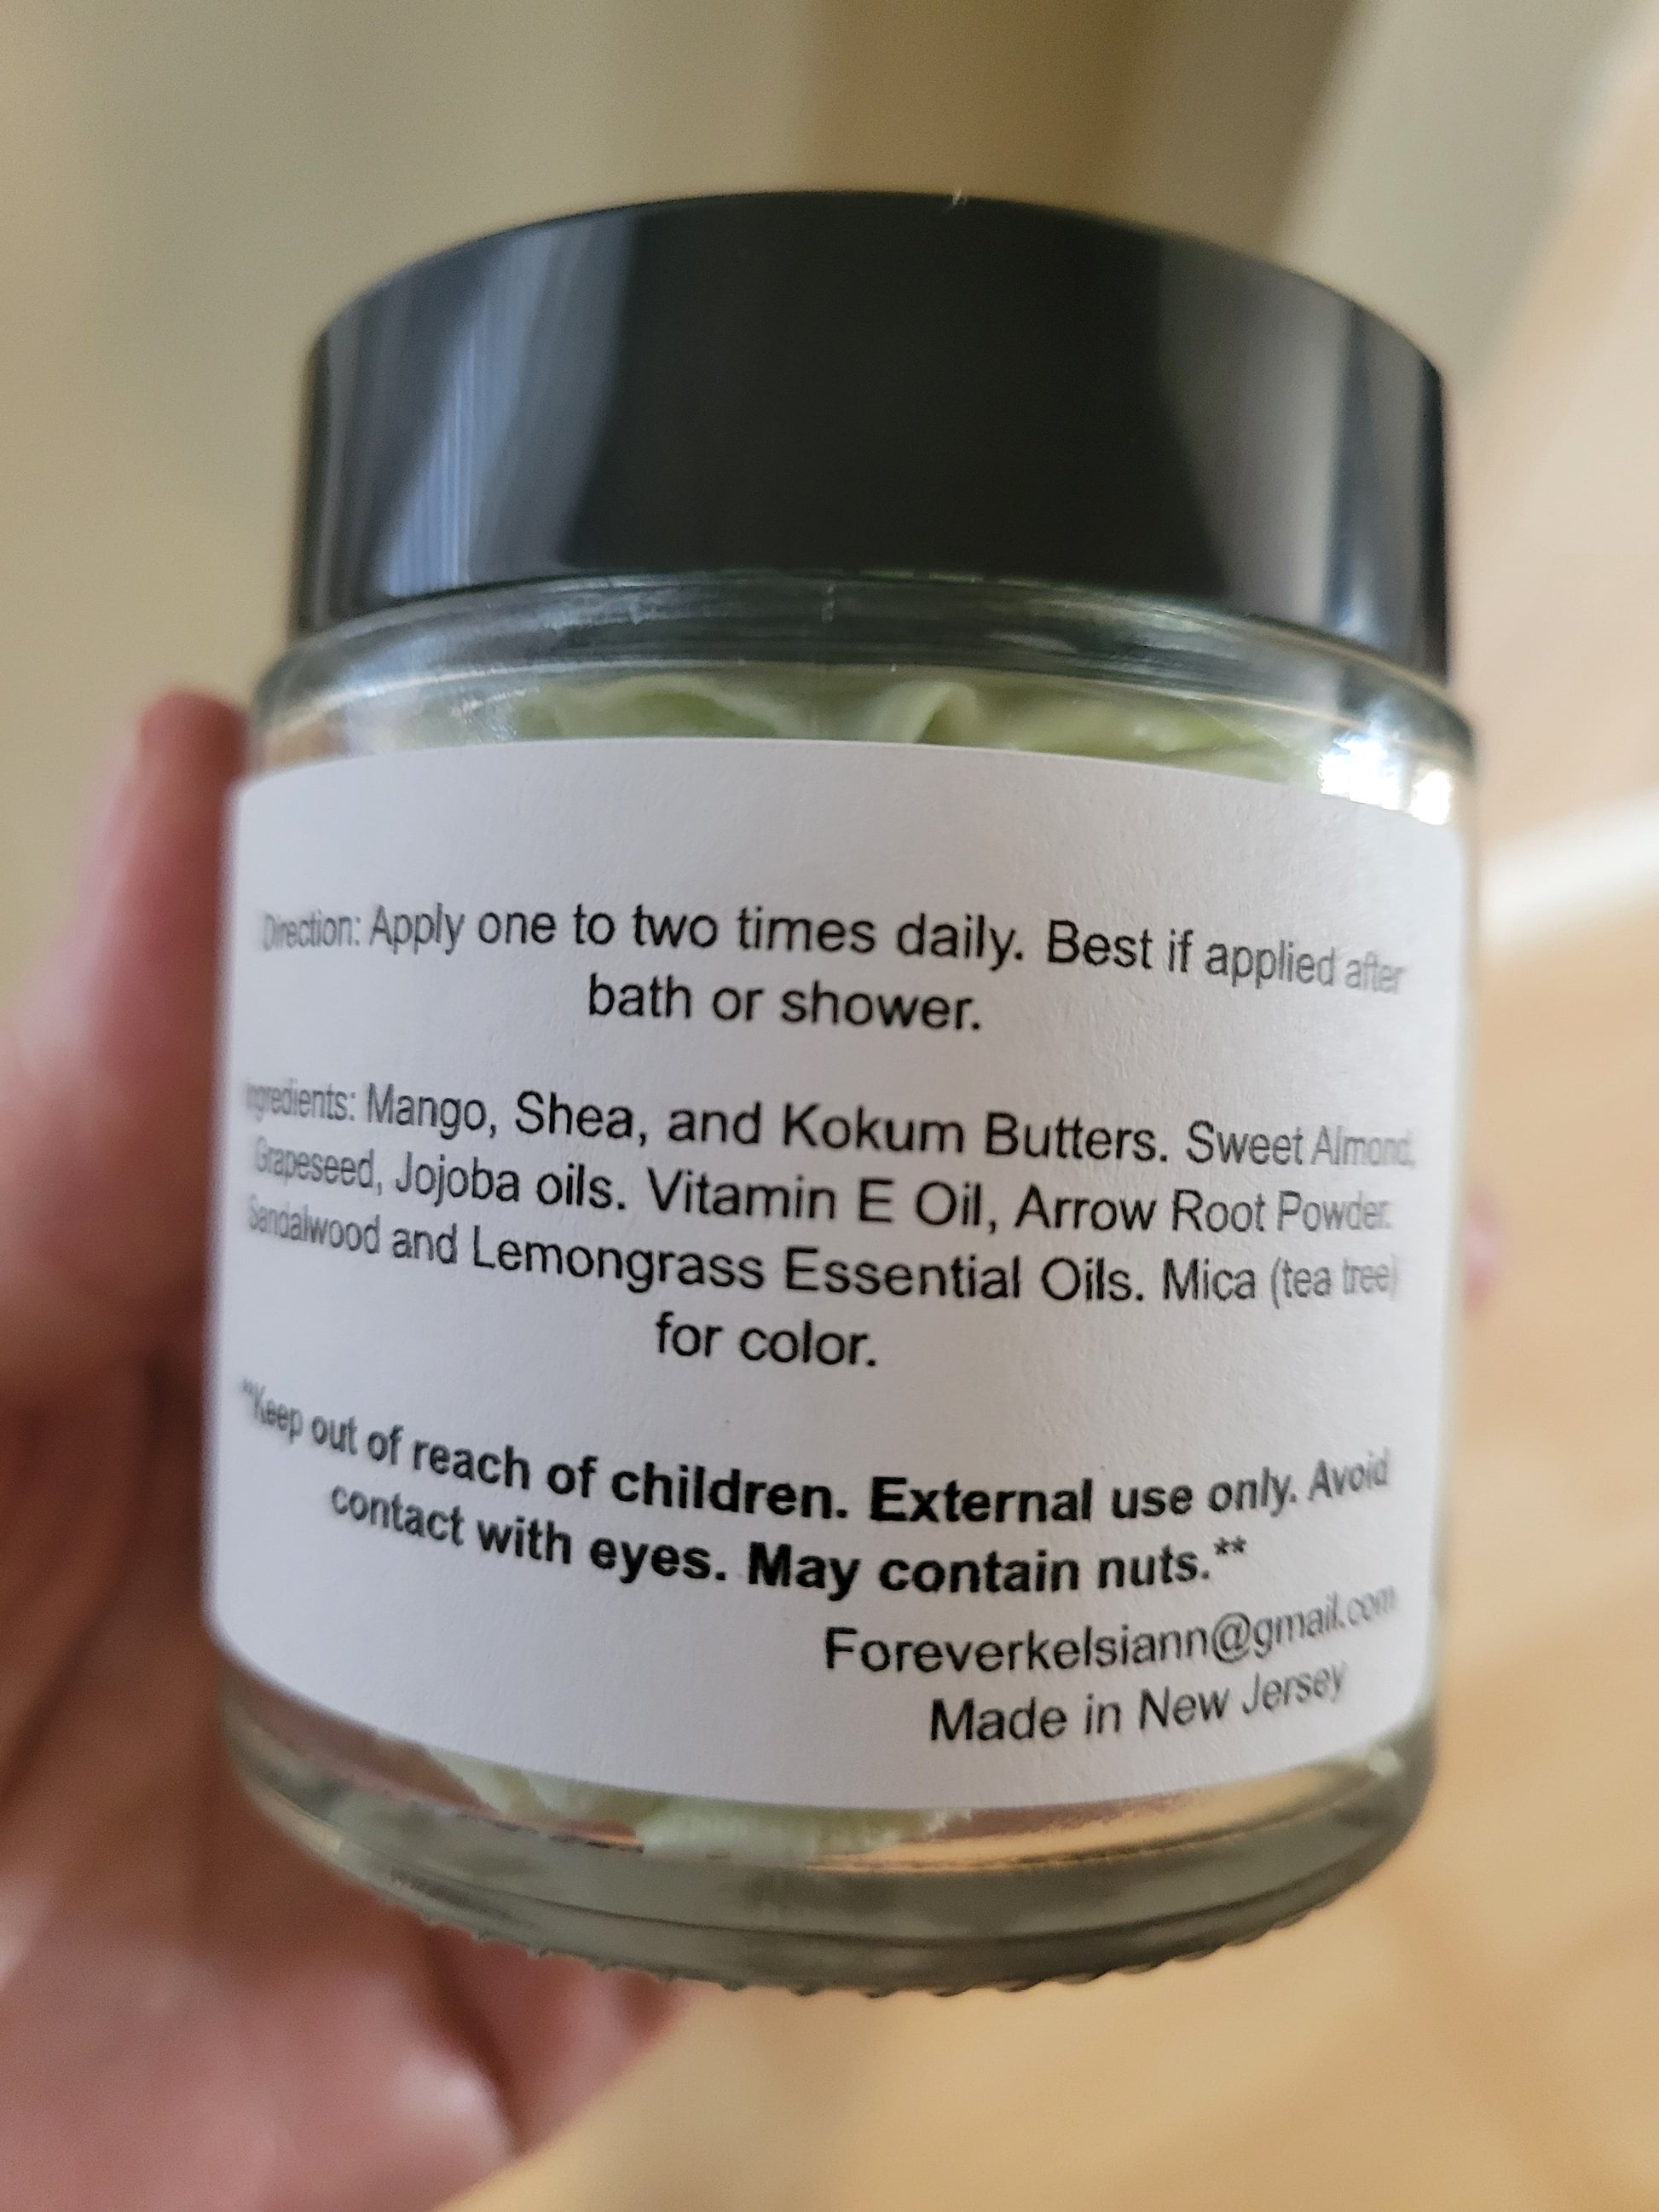 Direction: Apply one to two times daily. Best if applied after
bath or shower.
Ingredients: Mango, Shea, and Kokum Butters. Sweet Almond,
Grapeseed, Jojoba oils. Vitamin E Oil, Arrow Root Powder.
Sandalwood and Lemongrass Essential Oils. Mica (tea tree)
for color.
**Keep out of reach of children. External use only. Avoid
contact with eyes. May contain nuts.**
Foreverkelsiann@gmail.com
Made in New Jersey